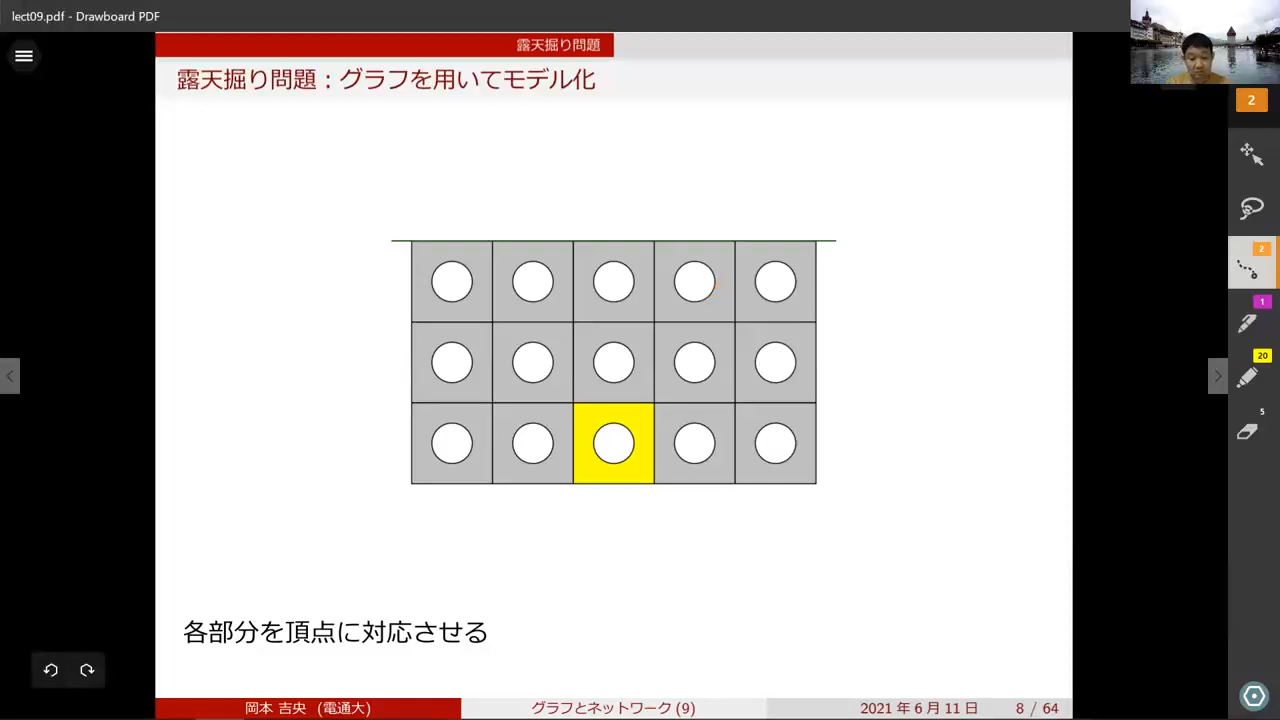 lect09.pdf - Drawboard PDF
露天掘り問題
露天掘り問題：グラフを用いてモデル化
2
2
1
20
5
各部分を頂点に対応させる
岡本 吉央 (電通大)
グラフとネットワーク (9)
2021 年 6 月 11 日
8 / 64